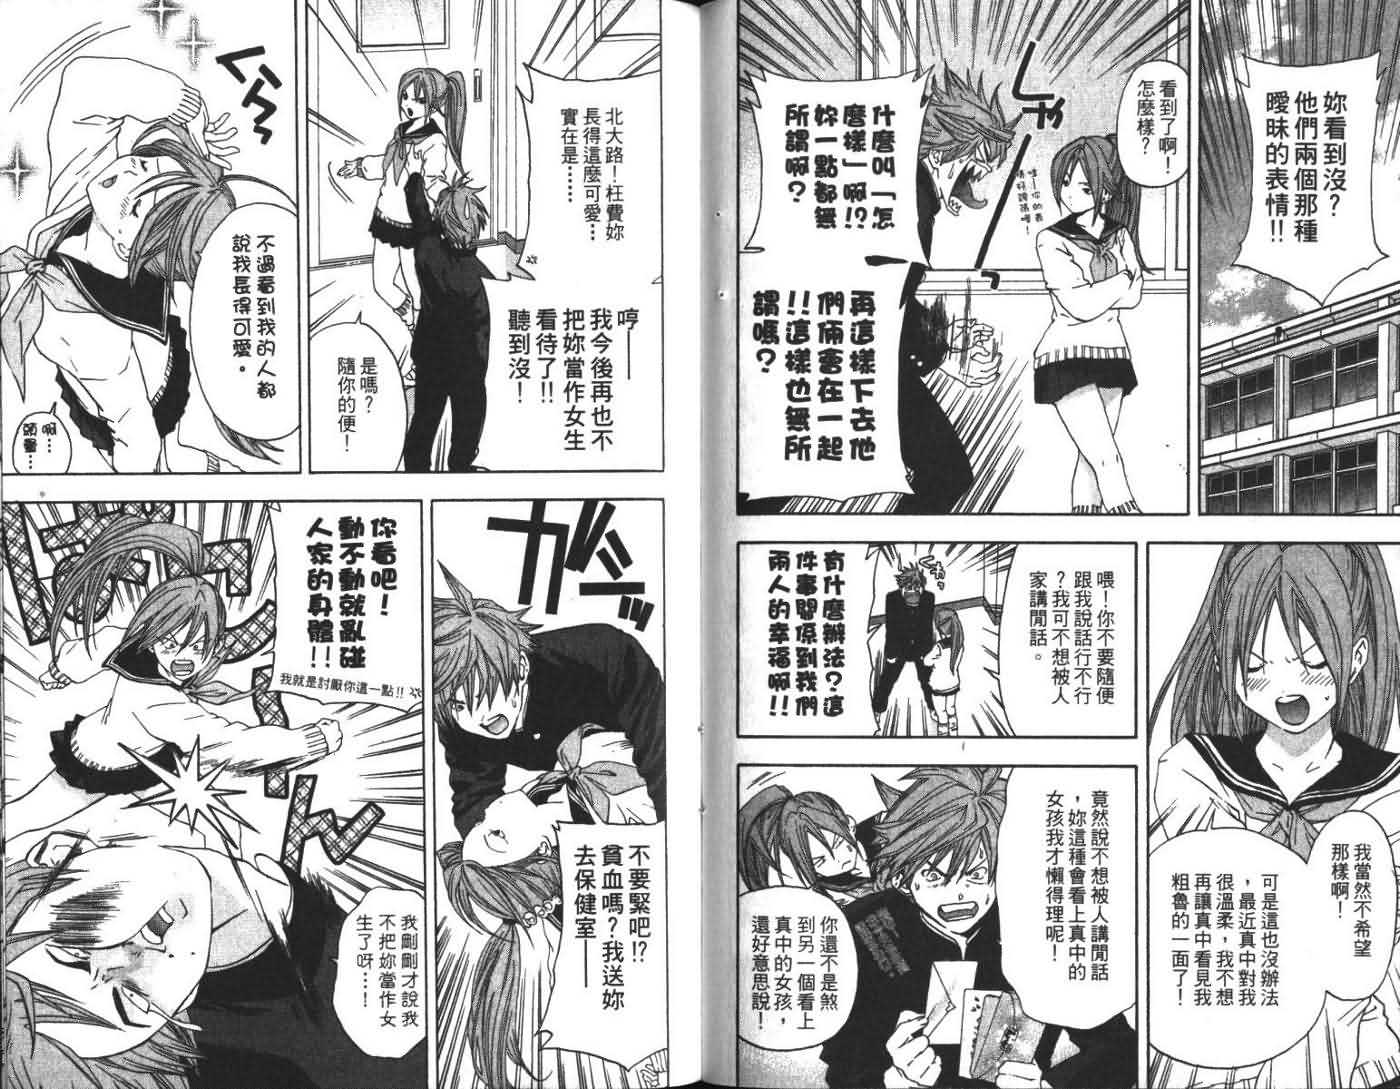 妳看到沒?
他們兩個那種
曖昧的表情!!
看到了啊!
怎麼樣?
哇—你的表
情好誇張哩!
什麼叫「怎
麼樣」啊!?
妳一點都無
所謂啊?
再這樣下去他
們倆會在一起
!!這樣也無所
謂嗎?
我當然不希望
那樣啊!
可是這也沒辦法
,最近真中對我
很溫柔,我不想
再讓真中看見我
粗魯的一面了!
喂!你不要隨便
跟我說話行不行
?我可不想被人
家講閒話。
有什麼辦法?這
件事關係到我們
兩人的幸福啊!!
竟然說不想被人講閒話
,妳這種會看上真中的
女孩我才懶得理呢!
你還不是煞
到另一個看上
真中的女孩,
還好意思說!
北大路!枉費妳
長得這麼可愛…
實在是………
哼——
我今後再也不
把妳當作女生
看待了!!
聽到沒!
是嗎?
隨你的便!
不過看到我的人都
說我長得可愛。
啊…
頭暈…
不要緊吧!?
貧血嗎?我送妳
去保健室——
你看吧!
動不動就亂碰
人家的身體!!
我就是討厭你這一點!!
我剛剛才說我
不把妳當作女
生了呀…!